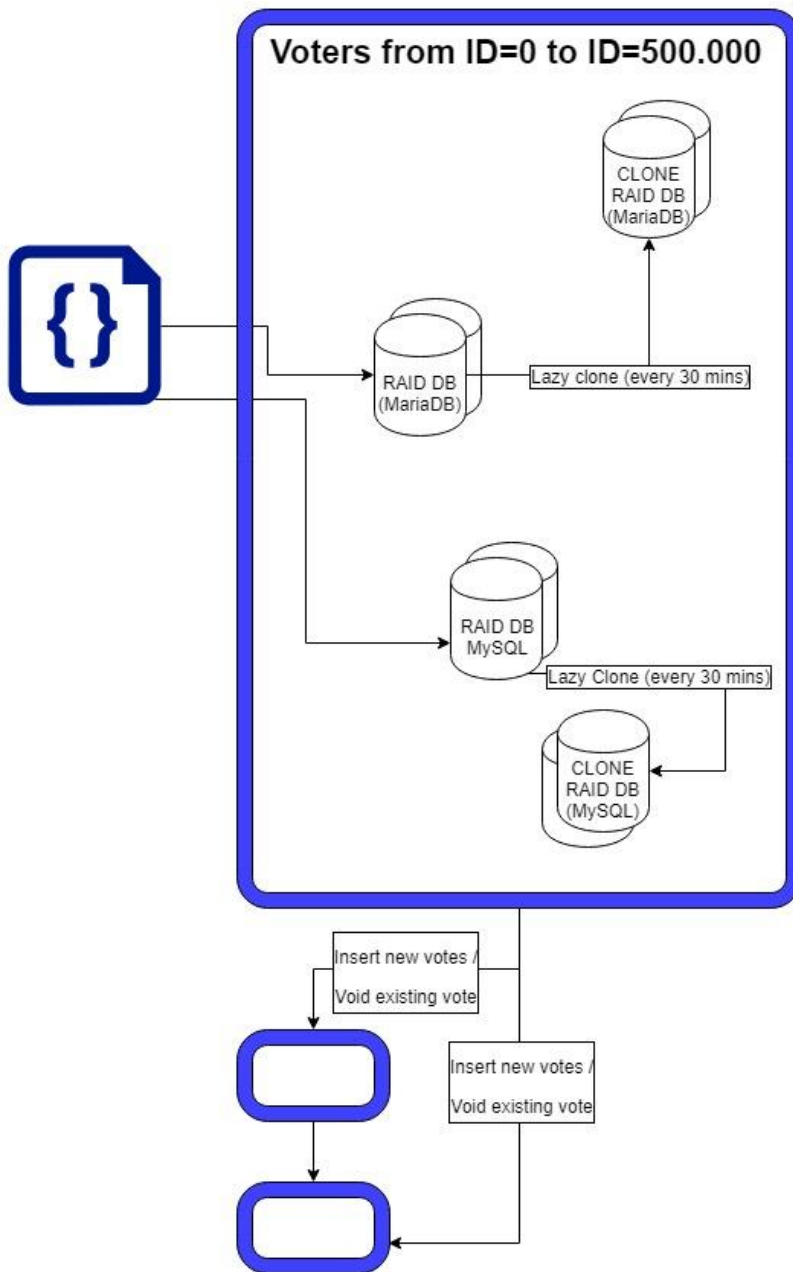 Voters from ID=0 to ID=500.000
CLONE
RAID DB
(MariaDB)
{}
RAID DB
(MariaDB)
Lazy clone (every 30 mins)
RAID DB
MySQL
Lazy Clone (every 30 mins)
CLONE
RAID DB
(MySQL)
Insert new votes /
Void existing vote
Insert new votes /
Void existing vote